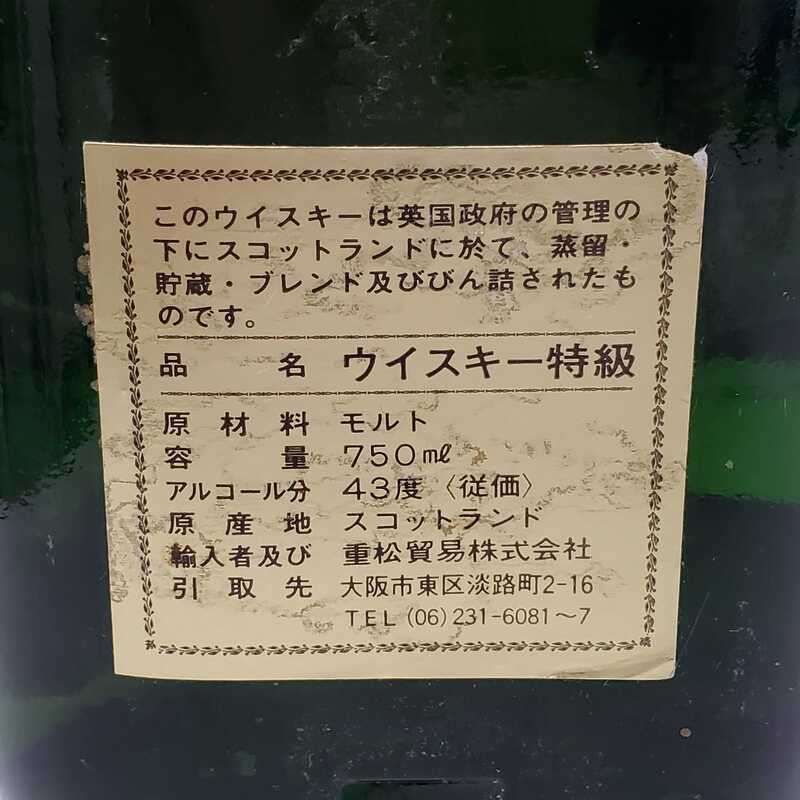 このウイスキーは英国政府の管理の
下にスコットランドに於て、蒸留・
貯蔵・ブレンド及びびん詰されたも
のです。
品名 ウイスキー特級
原材料 モルト
容量 750ml
アルコール分 43度〈従価〉
原産地 スコットランド
輸入者及び 重松貿易株式会社
引取先 大阪市東区淡路町2-16
TEL (06)231-6081〜7